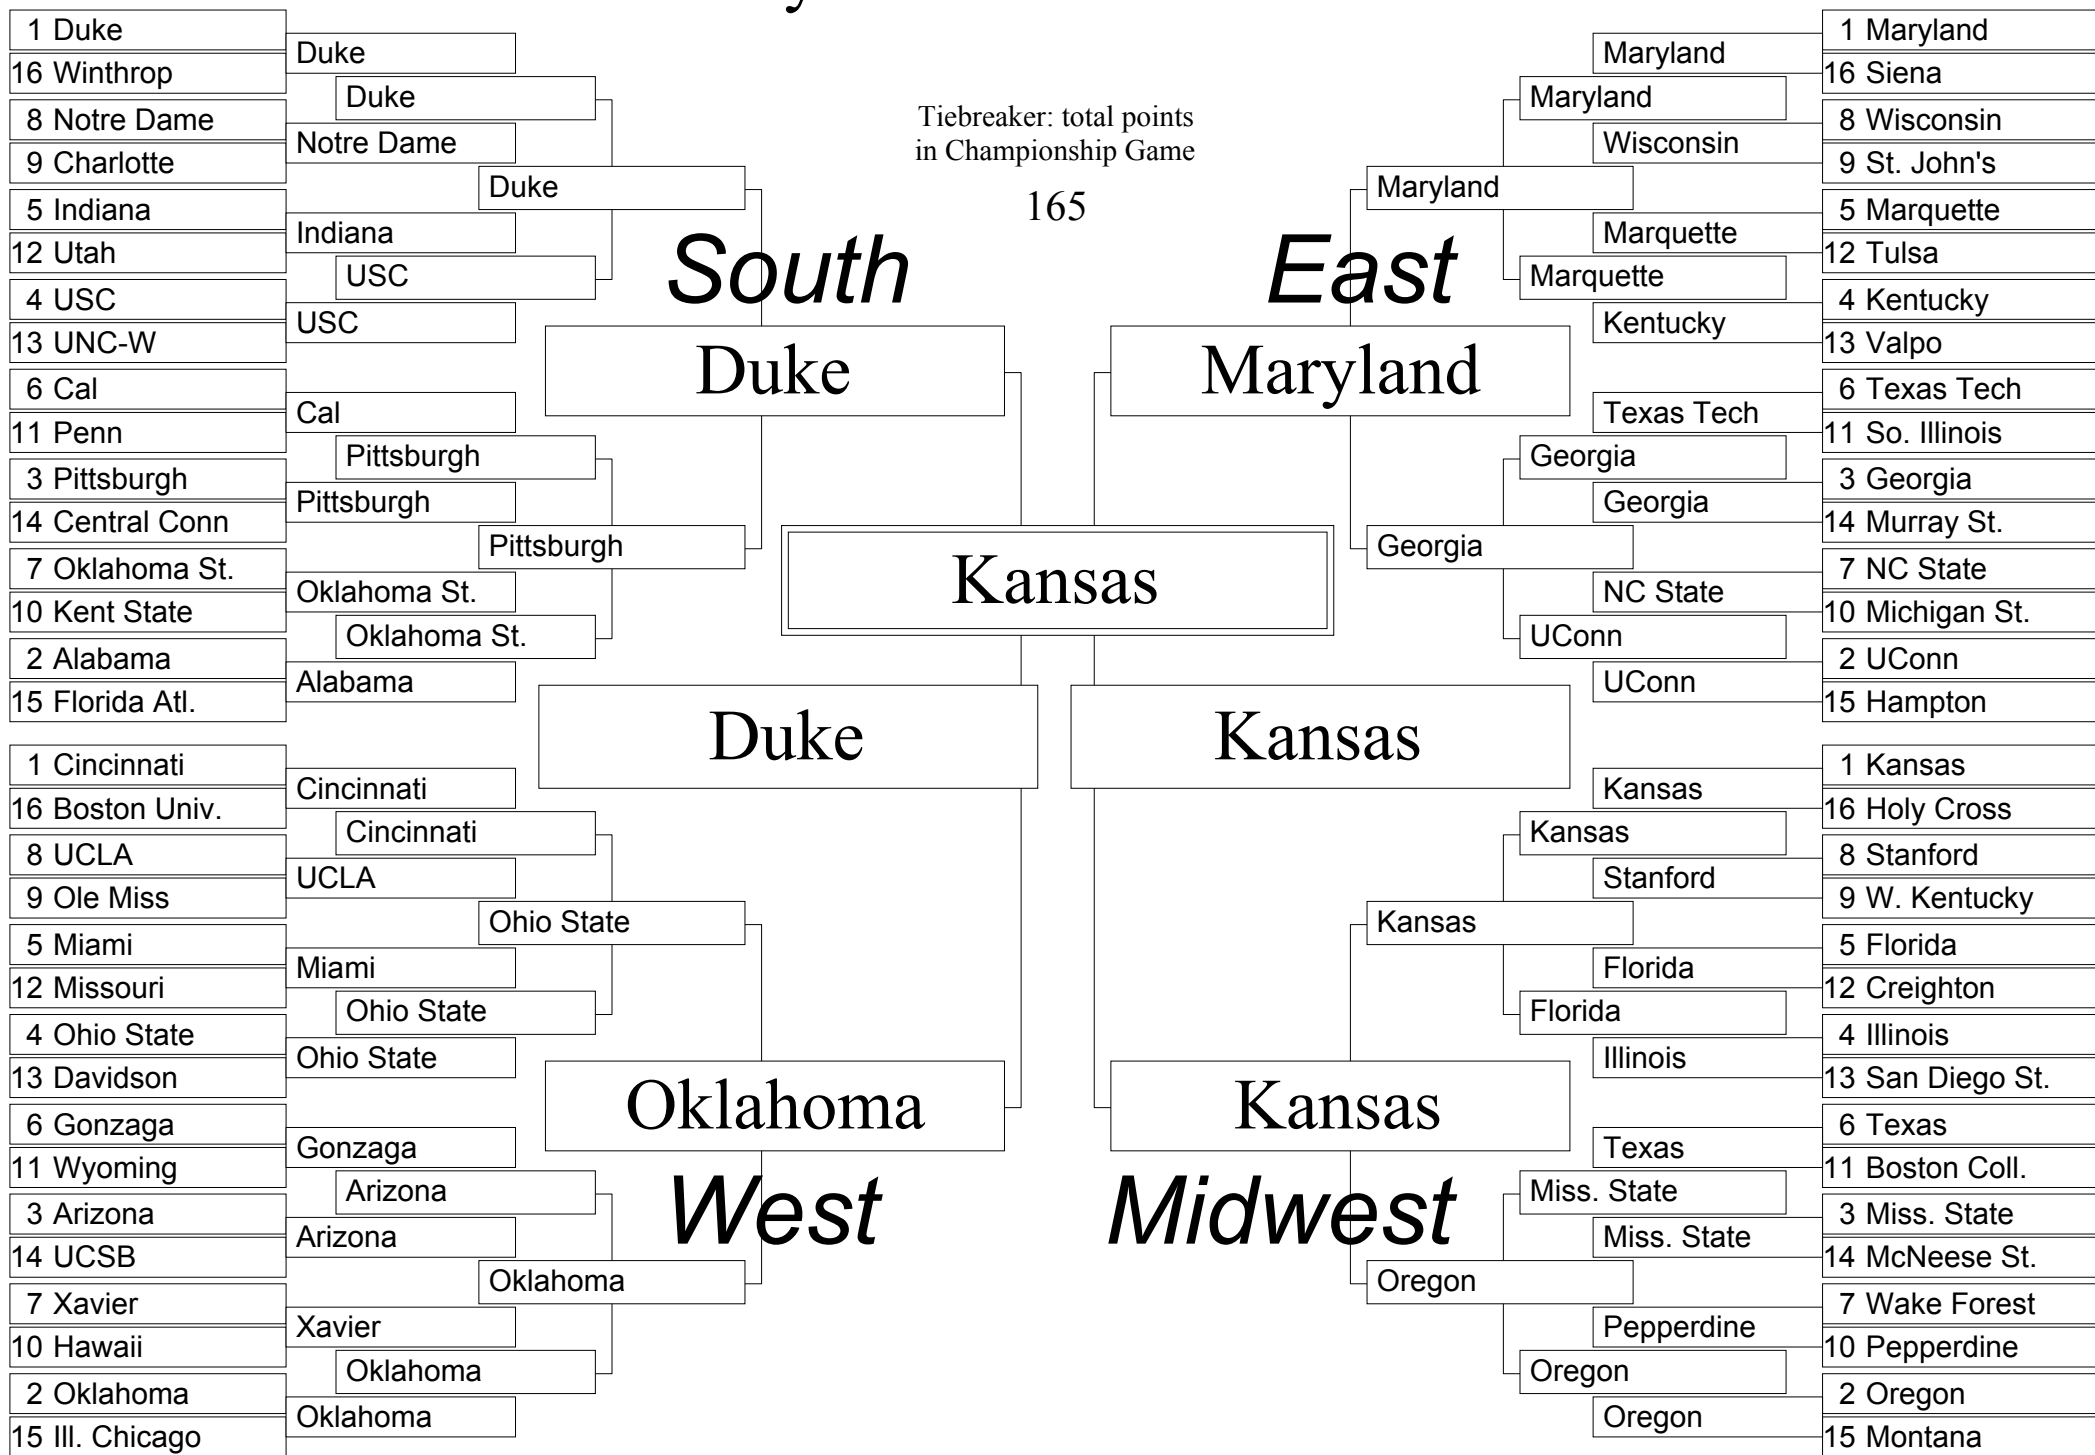 1 Duke
16 Winthrop
8 Notre Dame
9 Charlotte
5 Indiana
12 Utah
4 USC
13 UNC-W
6 Cal
11 Penn
3 Pittsburgh
14 Central Conn
7 Oklahoma St.
10 Kent State
2 Alabama
15 Florida Atl.
1 Cincinnati
16 Boston Univ.
8 UCLA
9 Ole Miss
5 Miami
12 Missouri
4 Ohio State
13 Davidson
6 Gonzaga
11 Wyoming
3 Arizona
14 UCSB
7 Xavier
10 Hawaii
2 Oklahoma
15 Ill. Chicago
Duke
Notre Dame
Indiana
USC
Cal
Pittsburgh
Oklahoma St.
Alabama
Cincinnati
UCLA
Miami
Ohio State
Gonzaga
Arizona
Xavier
Oklahoma
Duke
USC
Pittsburgh
Oklahoma St.
Cincinnati
Ohio State
Arizona
Oklahoma
Duke
Pittsburgh
Ohio State
Oklahoma
South
Duke
Duke
Oklahoma
West
Tiebreaker: total points
in Championship Game
165
Kansas
East
Maryland
Kansas
Kansas
Midwest
Maryland
Georgia
Kansas
Oregon
Maryland
Marquette
Georgia
UConn
Kansas
Florida
Miss. State
Oregon
Maryland
Wisconsin
Marquette
Kentucky
Texas Tech
Georgia
NC State
UConn
Kansas
Stanford
Florida
Illinois
Texas
Miss. State
Pepperdine
Oregon
1 Maryland
16 Siena
8 Wisconsin
9 St. John's
5 Marquette
12 Tulsa
4 Kentucky
13 Valpo
6 Texas Tech
11 So. Illinois
3 Georgia
14 Murray St.
7 NC State
10 Michigan St.
2 UConn
15 Hampton
1 Kansas
16 Holy Cross
8 Stanford
9 W. Kentucky
5 Florida
12 Creighton
4 Illinois
13 San Diego St.
6 Texas
11 Boston Coll.
3 Miss. State
14 McNeese St.
7 Wake Forest
10 Pepperdine
2 Oregon
15 Montana